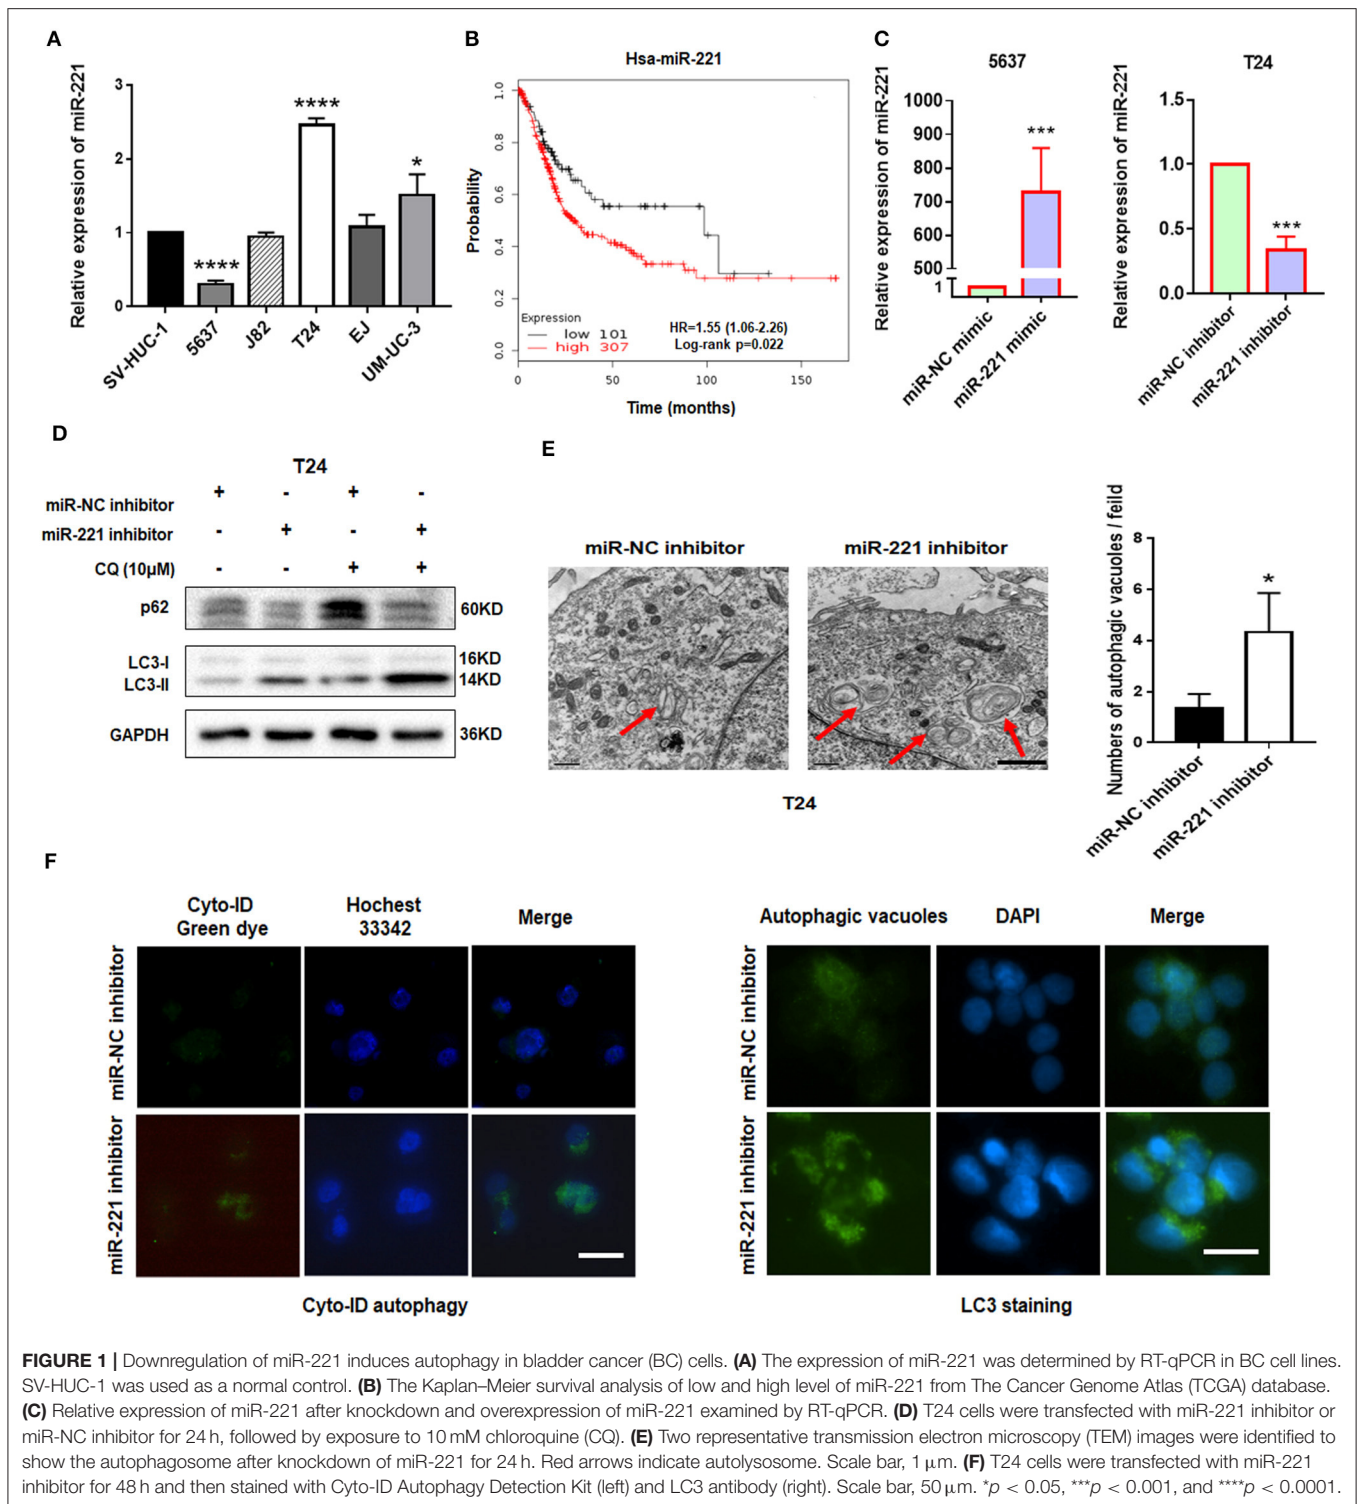 A
Relative expression of miR-221
3
2
1
0
****
****
*
SV-HUC-1
5637
J82
T24
EJ
UM-UC-3
B
Hsa-miR-221
Probability
1.0
0.8
0.6
0.4
0.2
0.0
Expression
low 101
high 307
HR=1.55 (1.06-2.26)
Log-rank p=0.022
0
50
100
150
Time (months)
C
5637
Relative expression of miR-221
1000
900
800
700
600
500
1
***
miR-NC mimic
miR-221 mimic
T24
Relative expression of miR-221
1.5
1.0
0.5
0.0
***
miR-NC inhibitor
miR-221 inhibitor
D
T24
miR-NC inhibitor + - + -
miR-221 inhibitor - + - +
CQ (10μM) - - + +
p62 60KD
LC3-I 16KD
LC3-II 14KD
GAPDH 36KD
E
miR-NC inhibitor
miR-221 inhibitor
T24
Numbers of autophagic vacuoles / feild
8
6
4
2
0
*
miR-NC inhibitor
miR-221 inhibitor
F
Cyto-ID
Green dye
Hochest
33342
Merge
miR-NC inhibitor
miR-221 inhibitor
Cyto-ID autophagy
Autophagic vacuoles
DAPI
Merge
miR-NC inhibitor
miR-221 inhibitor
LC3 staining
FIGURE 1 | Downregulation of miR-221 induces autophagy in bladder cancer (BC) cells. (A) The expression of miR-221 was determined by RT-qPCR in BC cell lines.
SV-HUC-1 was used as a normal control. (B) The Kaplan–Meier survival analysis of low and high level of miR-221 from The Cancer Genome Atlas (TCGA) database.
(C) Relative expression of miR-221 after knockdown and overexpression of miR-221 examined by RT-qPCR. (D) T24 cells were transfected with miR-221 inhibitor or
miR-NC inhibitor for 24 h, followed by exposure to 10 mM chloroquine (CQ). (E) Two representative transmission electron microscopy (TEM) images were identified to
show the autophagosome after knockdown of miR-221 for 24 h. Red arrows indicate autolysosome. Scale bar, 1 μm. (F) T24 cells were transfected with miR-221
inhibitor for 48 h and then stained with Cyto-ID Autophagy Detection Kit (left) and LC3 antibody (right). Scale bar, 50 μm. *p < 0.05, ***p < 0.001, and ****p < 0.0001.